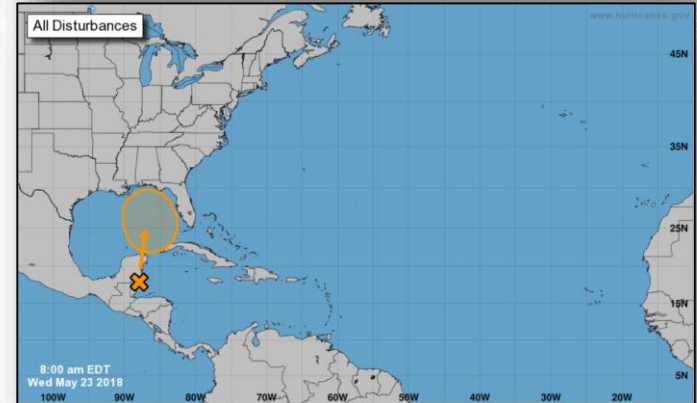 All Disturbances
www.hurricanes.gov
45N
35N
25N
15N
5N
8:00 am EDT
Wed May 23 2018
100W 90W 80W 70W 60W 50W 40W 30W 20W